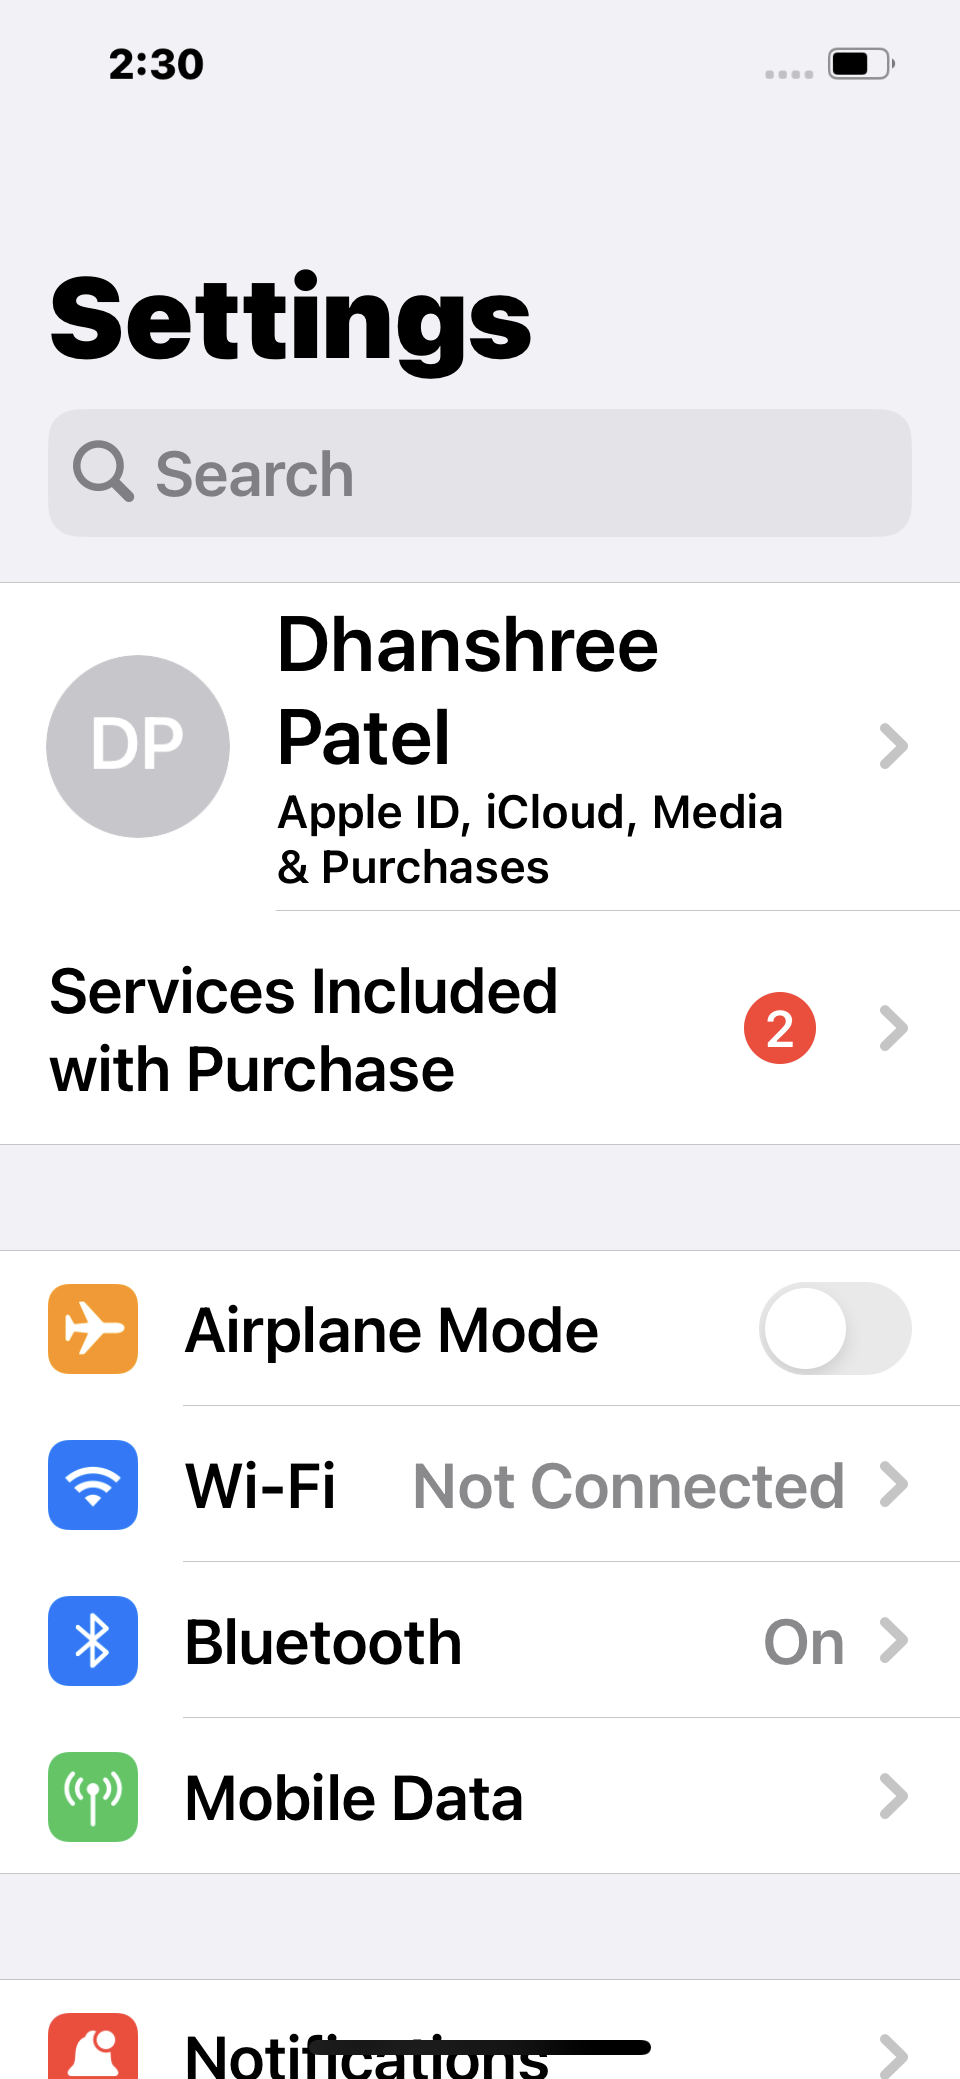 2:30
Settings
Search
DP
Dhanshree
Patel
Apple ID, iCloud, Media
& Purchases
Services Included
with Purchase
2
Airplane Mode
Wi-Fi Not Connected
Bluetooth On
Mobile Data
Notifications